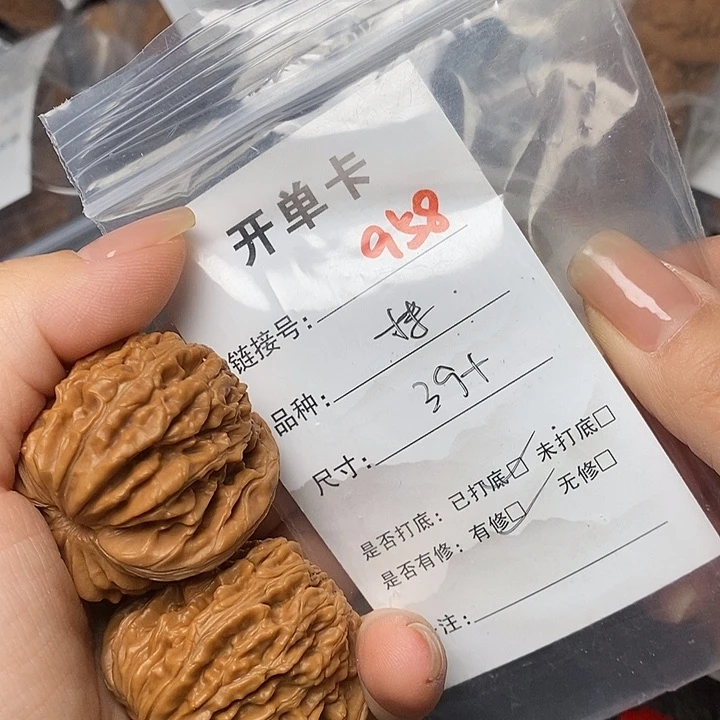 开单卡
链接号: 958
品种:
尺寸: 39+
是否打底: 已打底☑ 未打底☐
是否有修: 有修☑ 无修☐
注: